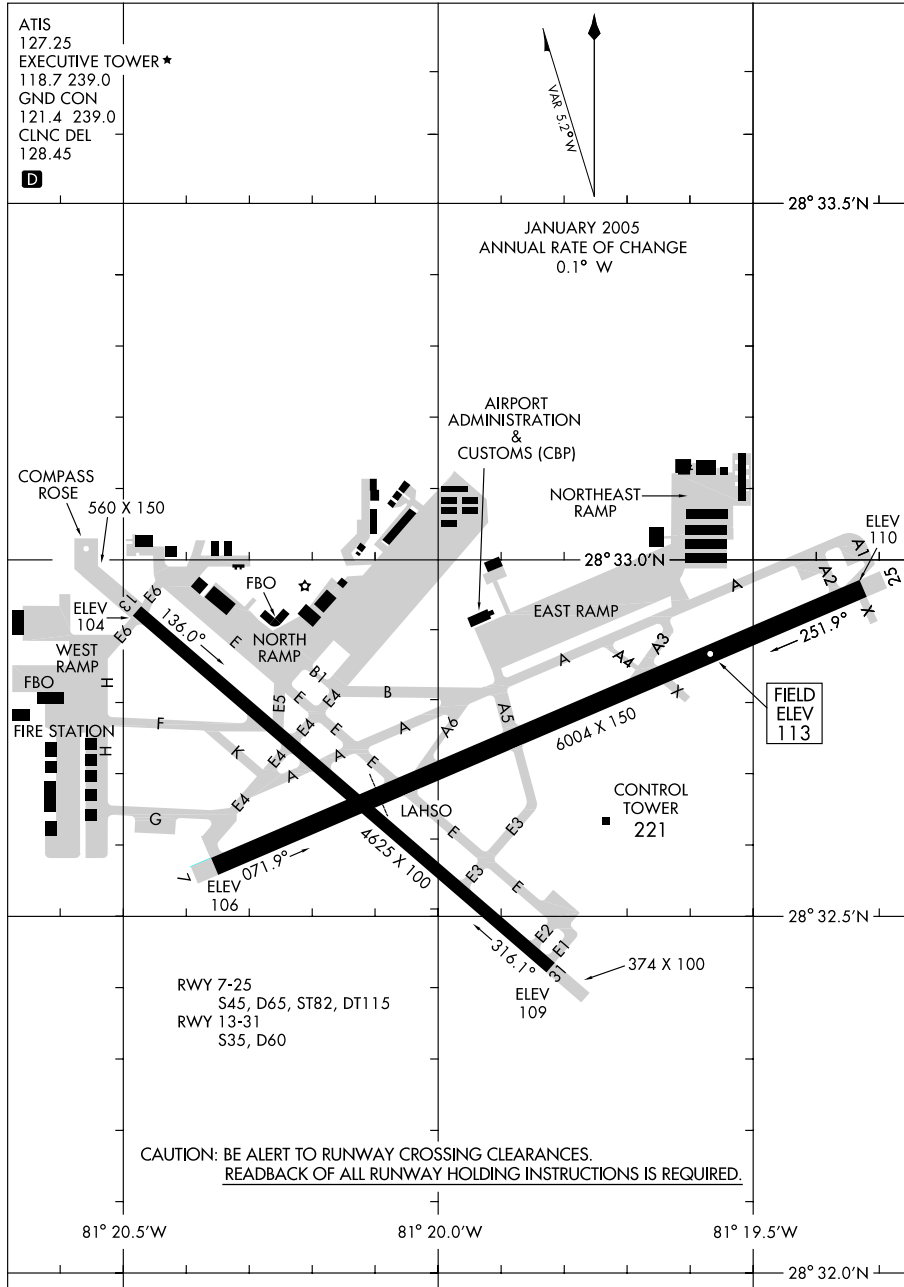 ATIS
127.25
EXECUTIVE TOWER ★
118.7 239.0
GND CON
121.4 239.0
CLNC DEL
128.45
D
VAR 5.2° W
JANUARY 2005
ANNUAL RATE OF CHANGE
0.1° W
28° 33.5'N
AIRPORT
ADMINISTRATION
&
CUSTOMS (CBP)
COMPASS
ROSE
560 X 150
NORTHEAST
RAMP
ELEV
110
28° 33.0'N
A1
A2
A
25
X
FBO
EAST RAMP
13
E6
ELEV
104
E6
136.0°
E
NORTH
RAMP
251.9°
WEST
RAMP
FBO
H
B1
E4
B
E5
E
A
A4
A3
X
FIELD
ELEV
113
FIRE STATION
H
F
K
E4
E
A
A6
A5
6004 X 150
E4
A
A
E
E4
LAHSO
CONTROL
TOWER
221
G
4625 X 100
E
E3
7
071.9°
ELEV
106
E3
E
28° 32.5'N
316.1°
E2
E1
31
374 X 100
ELEV
109
RWY 7-25
S45, D65, ST82, DT115
RWY 13-31
S35, D60
CAUTION: BE ALERT TO RUNWAY CROSSING CLEARANCES.
READBACK OF ALL RUNWAY HOLDING INSTRUCTIONS IS REQUIRED.
81° 20.5'W
81° 20.0'W
81° 19.5'W
28° 32.0'N